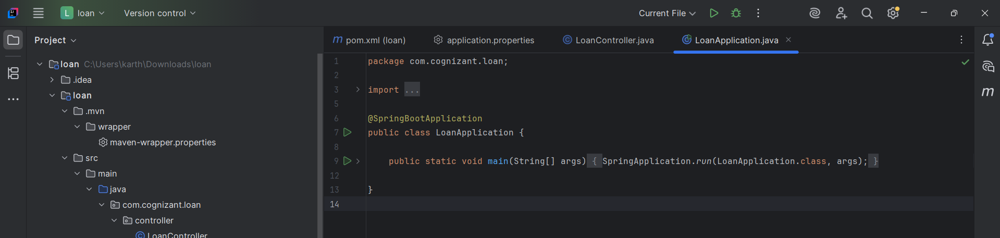 L loan Version control Current File
Project
loan C:\Users\karth\Downloads\loan
.idea
loan
.mvn
wrapper
maven-wrapper.properties
src
main
java
com.cognizant.loan
controller
LoanController
m pom.xml (loan) application.properties C LoanController.java C LoanApplication.java
1 package com.cognizant.loan;
2
3 import ...
5
6 @SpringBootApplication
7 public class LoanApplication {
8
9 public static void main(String[] args) { SpringApplication.run(LoanApplication.class, args); }
12
13 }
14
m